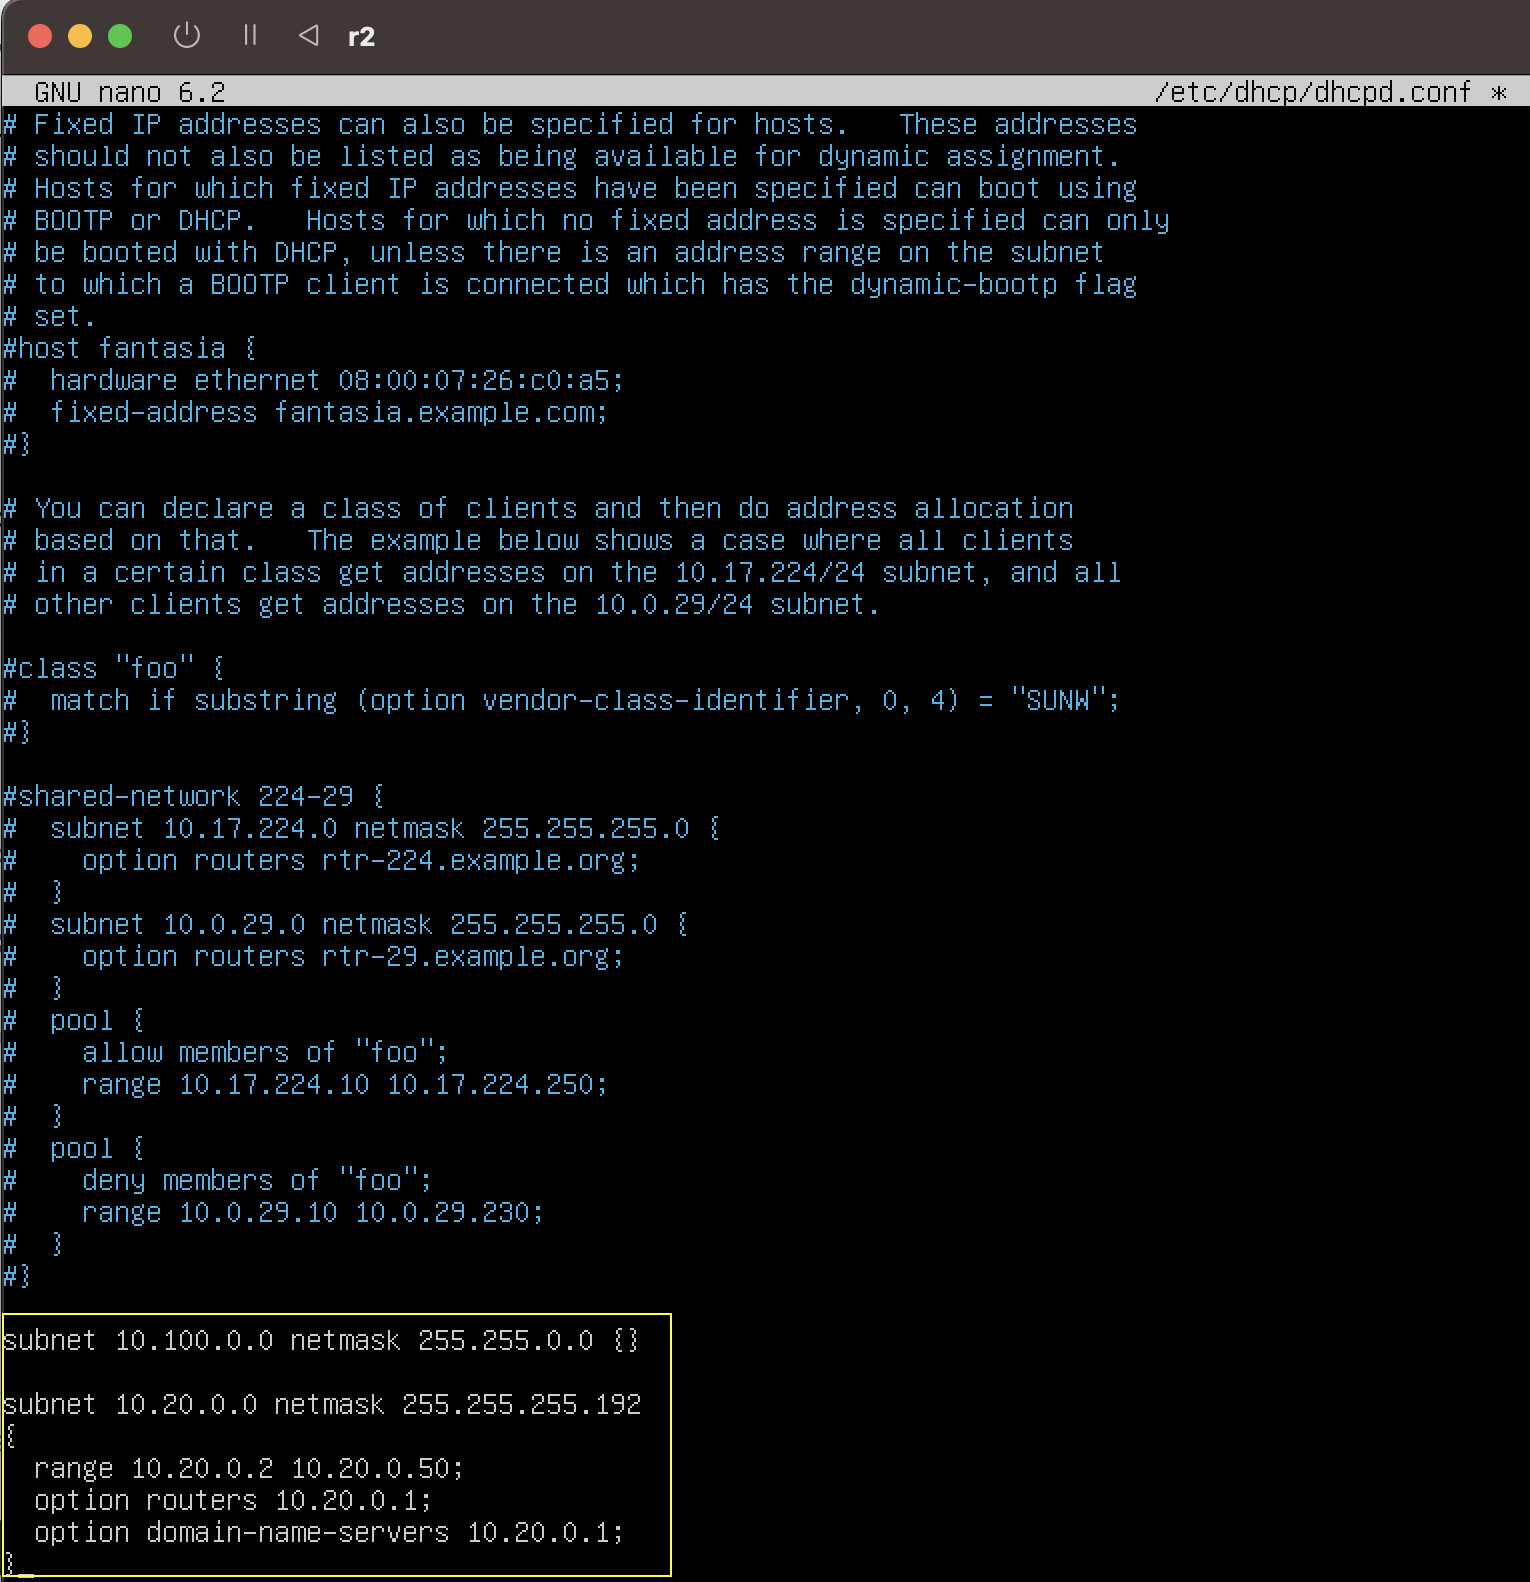 r2
GNU nano 6.2 /etc/dhcp/dhcpd.conf *
# Fixed IP addresses can also be specified for hosts.   These addresses
# should not also be listed as being available for dynamic assignment.
# Hosts for which fixed IP addresses have been specified can boot using
# BOOTP or DHCP.   Hosts for which no fixed address is specified can only
# be booted with DHCP, unless there is an address range on the subnet
# to which a BOOTP client is connected which has the dynamic-bootp flag
# set.
#host fantasia {
#  hardware ethernet 08:00:07:26:c0:a5;
#  fixed-address fantasia.example.com;
#}
# You can declare a class of clients and then do address allocation
# based on that.   The example below shows a case where all clients
# in a certain class get addresses on the 10.17.224/24 subnet, and all
# other clients get addresses on the 10.0.29/24 subnet.
#class "foo" {
#  match if substring (option vendor-class-identifier, 0, 4) = "SUNW";
#}
#shared-network 224-29 {
#  subnet 10.17.224.0 netmask 255.255.255.0 {
#    option routers rtr-224.example.org;
#  }
#  subnet 10.0.29.0 netmask 255.255.255.0 {
#    option routers rtr-29.example.org;
#  }
#  pool {
#    allow members of "foo";
#    range 10.17.224.10 10.17.224.250;
#  }
#  pool {
#    deny members of "foo";
#    range 10.0.29.10 10.0.29.230;
#  }
#}
subnet 10.100.0.0 netmask 255.255.0.0 {}
subnet 10.20.0.0 netmask 255.255.255.192
{
  range 10.20.0.2 10.20.0.50;
  option routers 10.20.0.1;
  option domain-name-servers 10.20.0.1;
}_